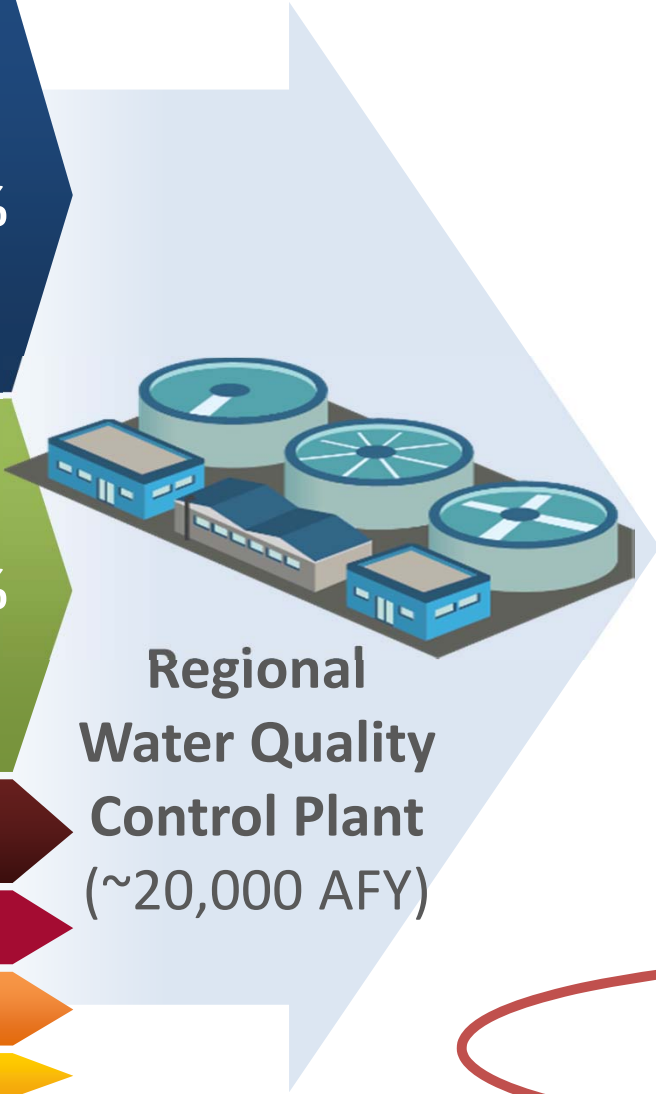 %
%
Regional
Water Quality
Control Plant
(~20,000 AFY)